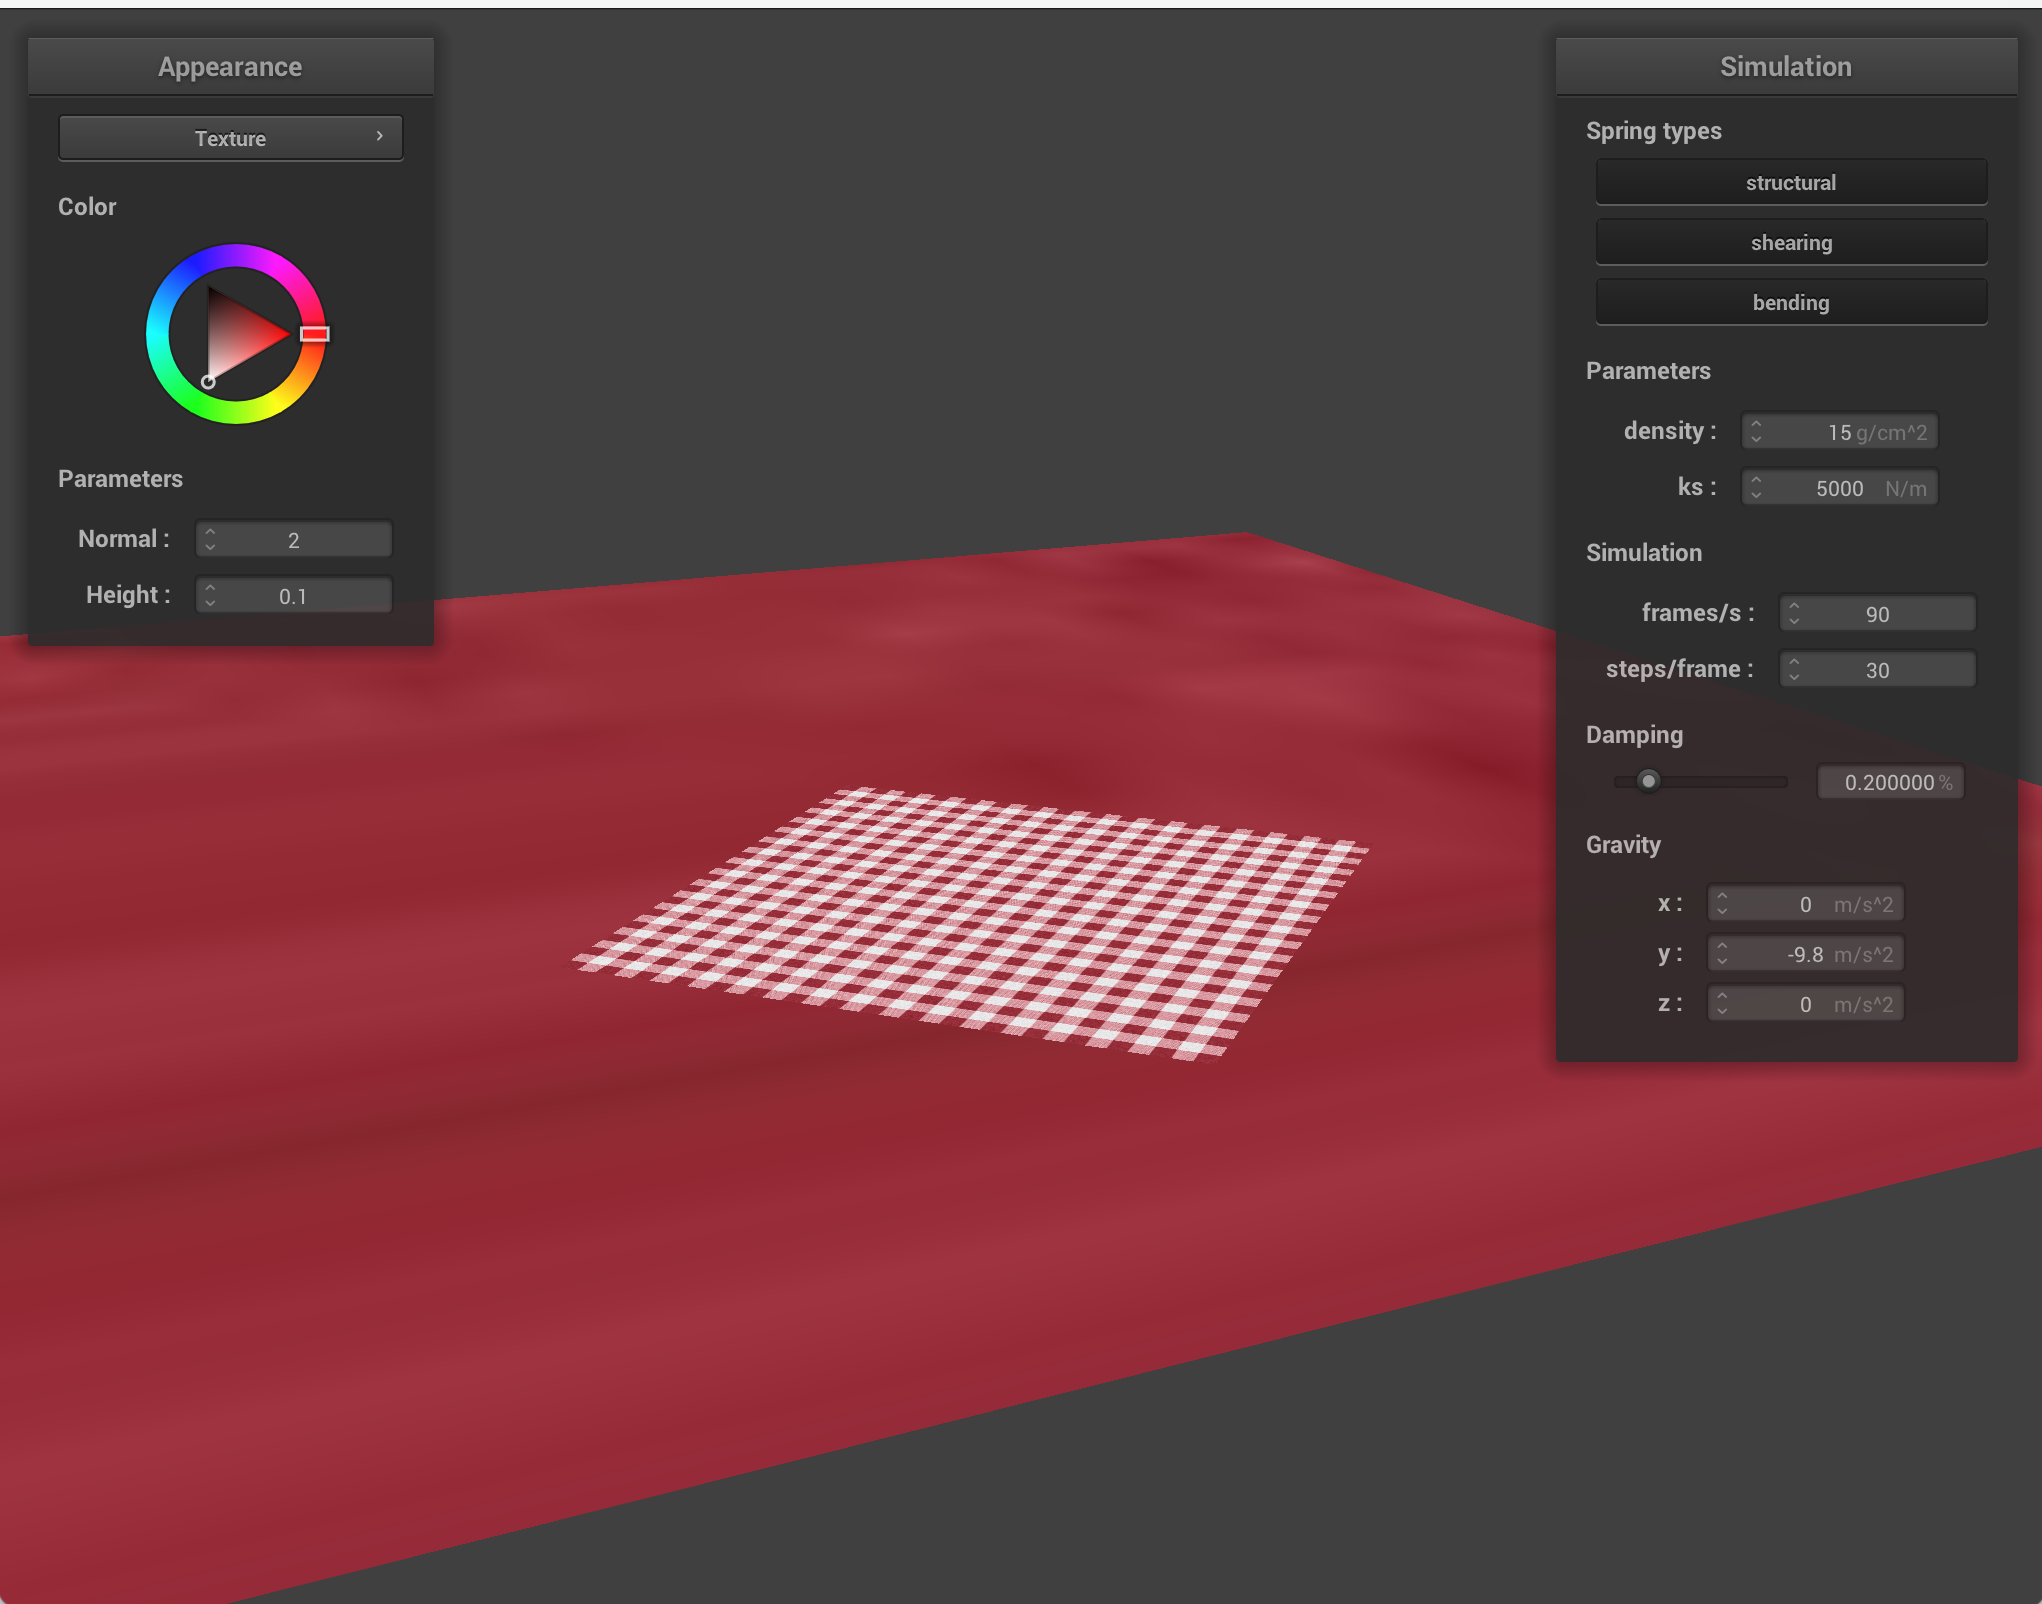 Appearance
Texture
Color
Parameters
Normal : 2
Height : 0.1
Simulation
Spring types
structural
shearing
bending
Parameters
density : 15 g/cm^2
ks : 5000 N/m
Simulation
frames/s : 90
steps/frame : 30
Damping
0.200000 %
Gravity
x : 0 m/s^2
y : -9.8 m/s^2
z : 0 m/s^2